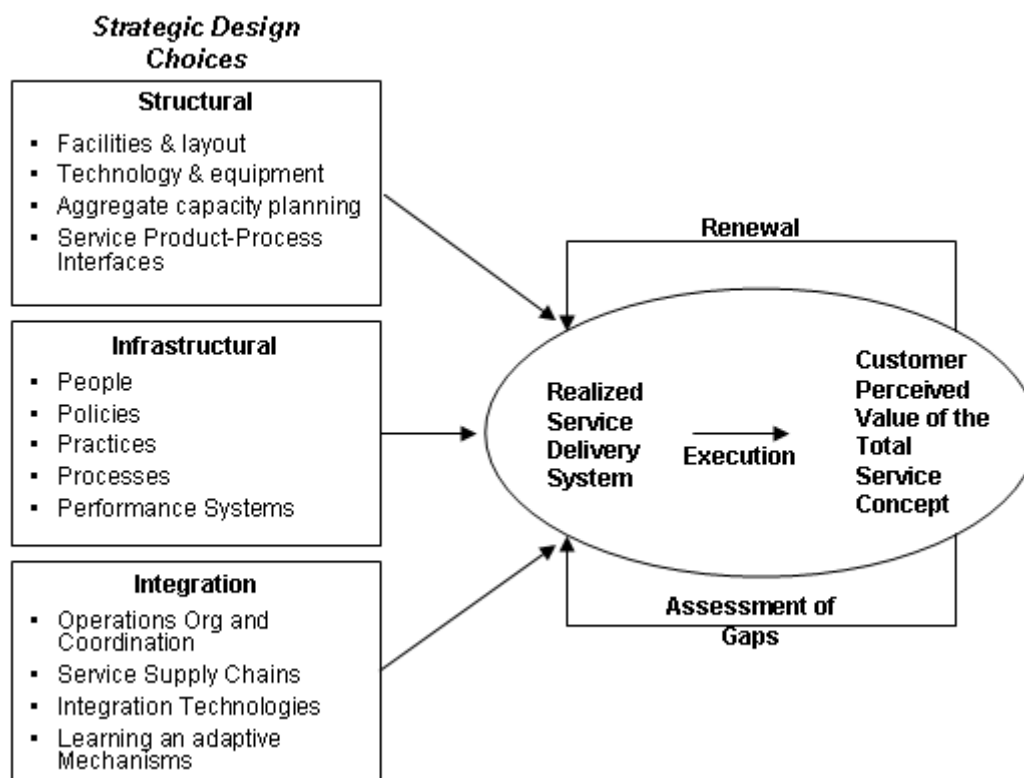 Strategic Design
Choices
Structural
▪ Facilities & layout
▪ Technology & equipment
▪ Aggregate capacity planning
▪ Service Product-Process
Interfaces
Infrastructural
▪ People
▪ Policies
▪ Practices
▪ Processes
▪ Performance Systems
Integration
▪ Operations Org and
Coordination
▪ Service Supply Chains
▪ Integration Technologies
▪ Learning an adaptive
Mechanisms
Renewal
Realized
Service
Delivery
System
Execution
Customer
Perceived
Value of the
Total
Service
Concept
Assessment of
Gaps